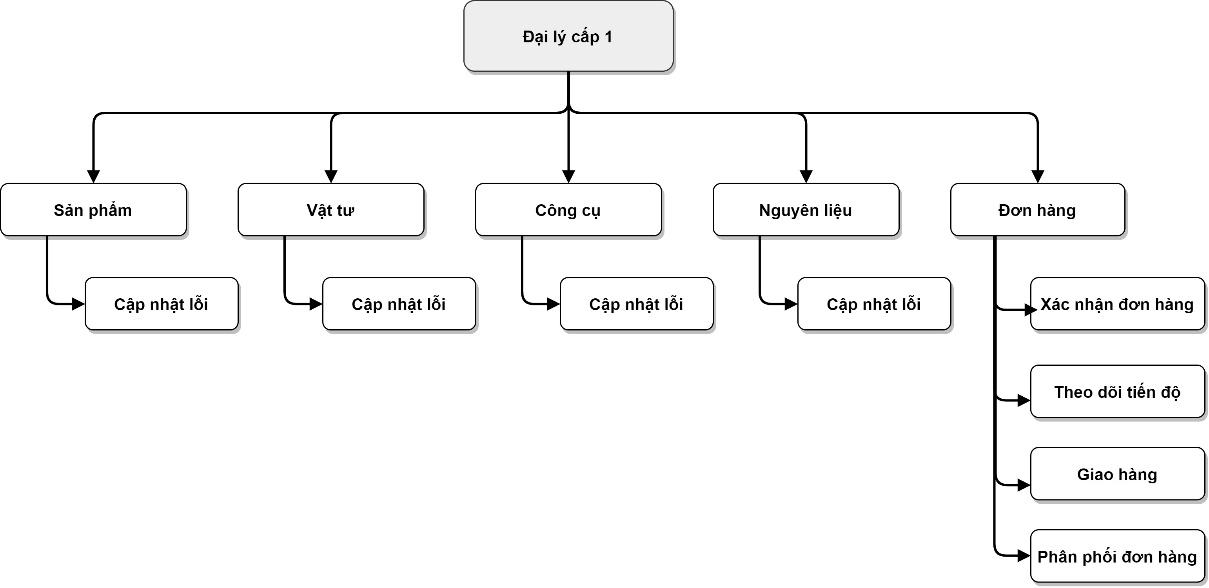 Đại lý cấp 1
Sản phẩm
Vật tư
Công cụ
Nguyên liệu
Đơn hàng
Cập nhật lỗi
Cập nhật lỗi
Cập nhật lỗi
Cập nhật lỗi
Xác nhận đơn hàng
Theo dõi tiến độ
Giao hàng
Phân phối đơn hàng